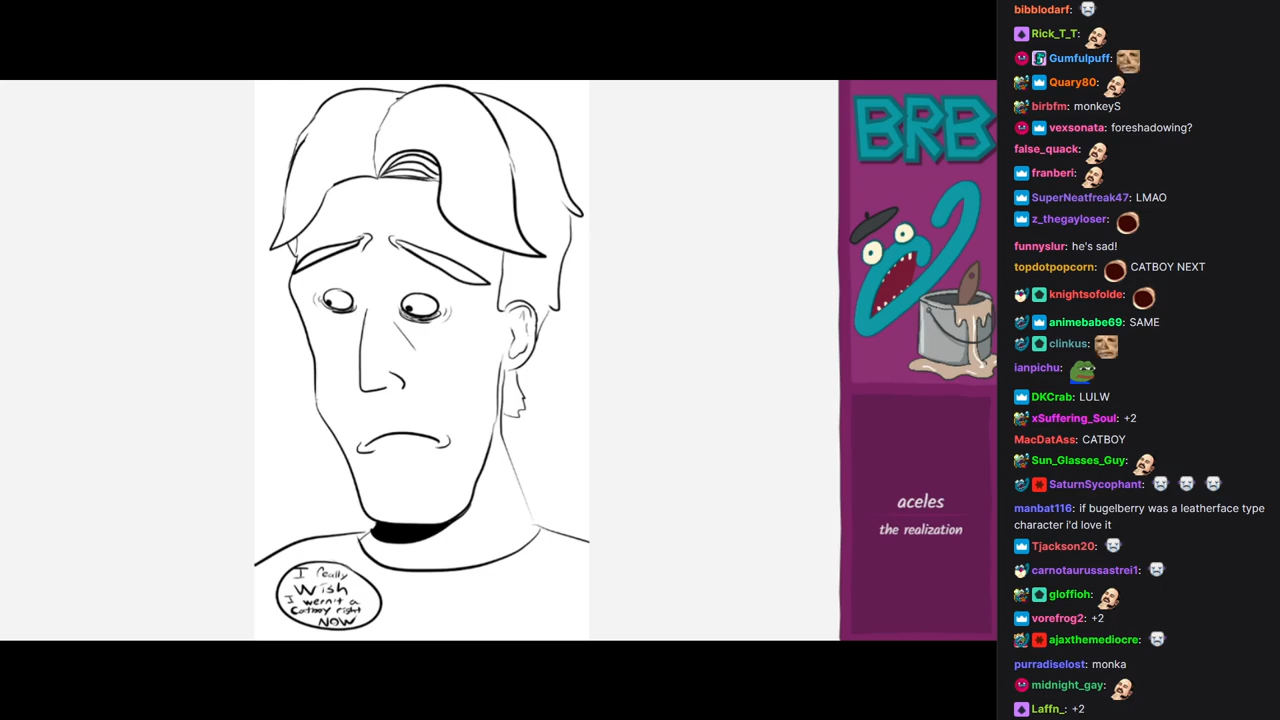 bibblodarf:
Rick_T_T:
Gumfulpuff:
Quary80:
birbfm: monkeyS
vexsonata: foreshadowing?
false_quack:
franberi:
SuperNeatfreak47: LMAO
z_thegayloser:
funnyslur: he's sad!
topdotpopcorn: CATBOY NEXT
knightsofolde:
animebabe69: SAME
clinkus:
ianpichu:
DKCrab: LULW
xSuffering_Soul: +2
MacDatAss: CATBOY
Sun_Glasses_Guy:
SaturnSycophant:
manbat116: if bugelberry was a leatherface type
character i'd love it
Tjackson20:
carnotaurussastrei1:
gloffioh:
vorefrog2: +2
ajaxthemediocre:
purradiselost: monka
midnight_gay:
Laffn_: +2
BRB
aceles
the realization
I really
Wish
I wern't a
Catboy right
NOW